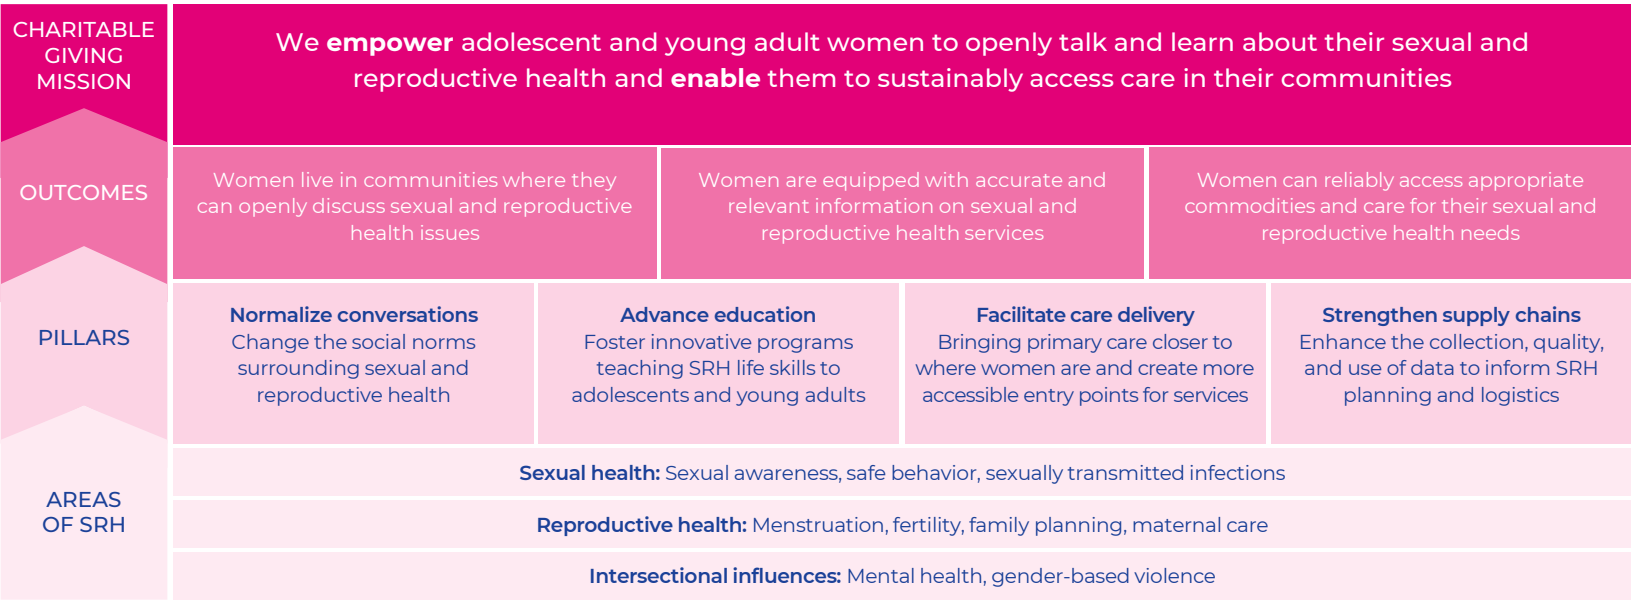 CHARITABLE
GIVING
MISSION
We empower adolescent and young adult women to openly talk and learn about their sexual and
reproductive health and enable them to sustainably access care in their communities
OUTCOMES
Women live in communities where they
can openly discuss sexual and reproductive
health issues
Women are equipped with accurate and
relevant information on sexual and
reproductive health services
Women can reliably access appropriate
commodities and care for their sexual and
reproductive health needs
PILLARS
Normalize conversations
Change the social norms
surrounding sexual and
reproductive health
Advance education
Foster innovative programs
teaching SRH life skills to
adolescents and young adults
Facilitate care delivery
Bringing primary care closer to
where women are and create more
accessible entry points for services
Strengthen supply chains
Enhance the collection, quality,
and use of data to inform SRH
planning and logistics
AREAS
OF SRH
Sexual health: Sexual awareness, safe behavior, sexually transmitted infections
Reproductive health: Menstruation, fertility, family planning, maternal care
Intersectional influences: Mental health, gender-based violence